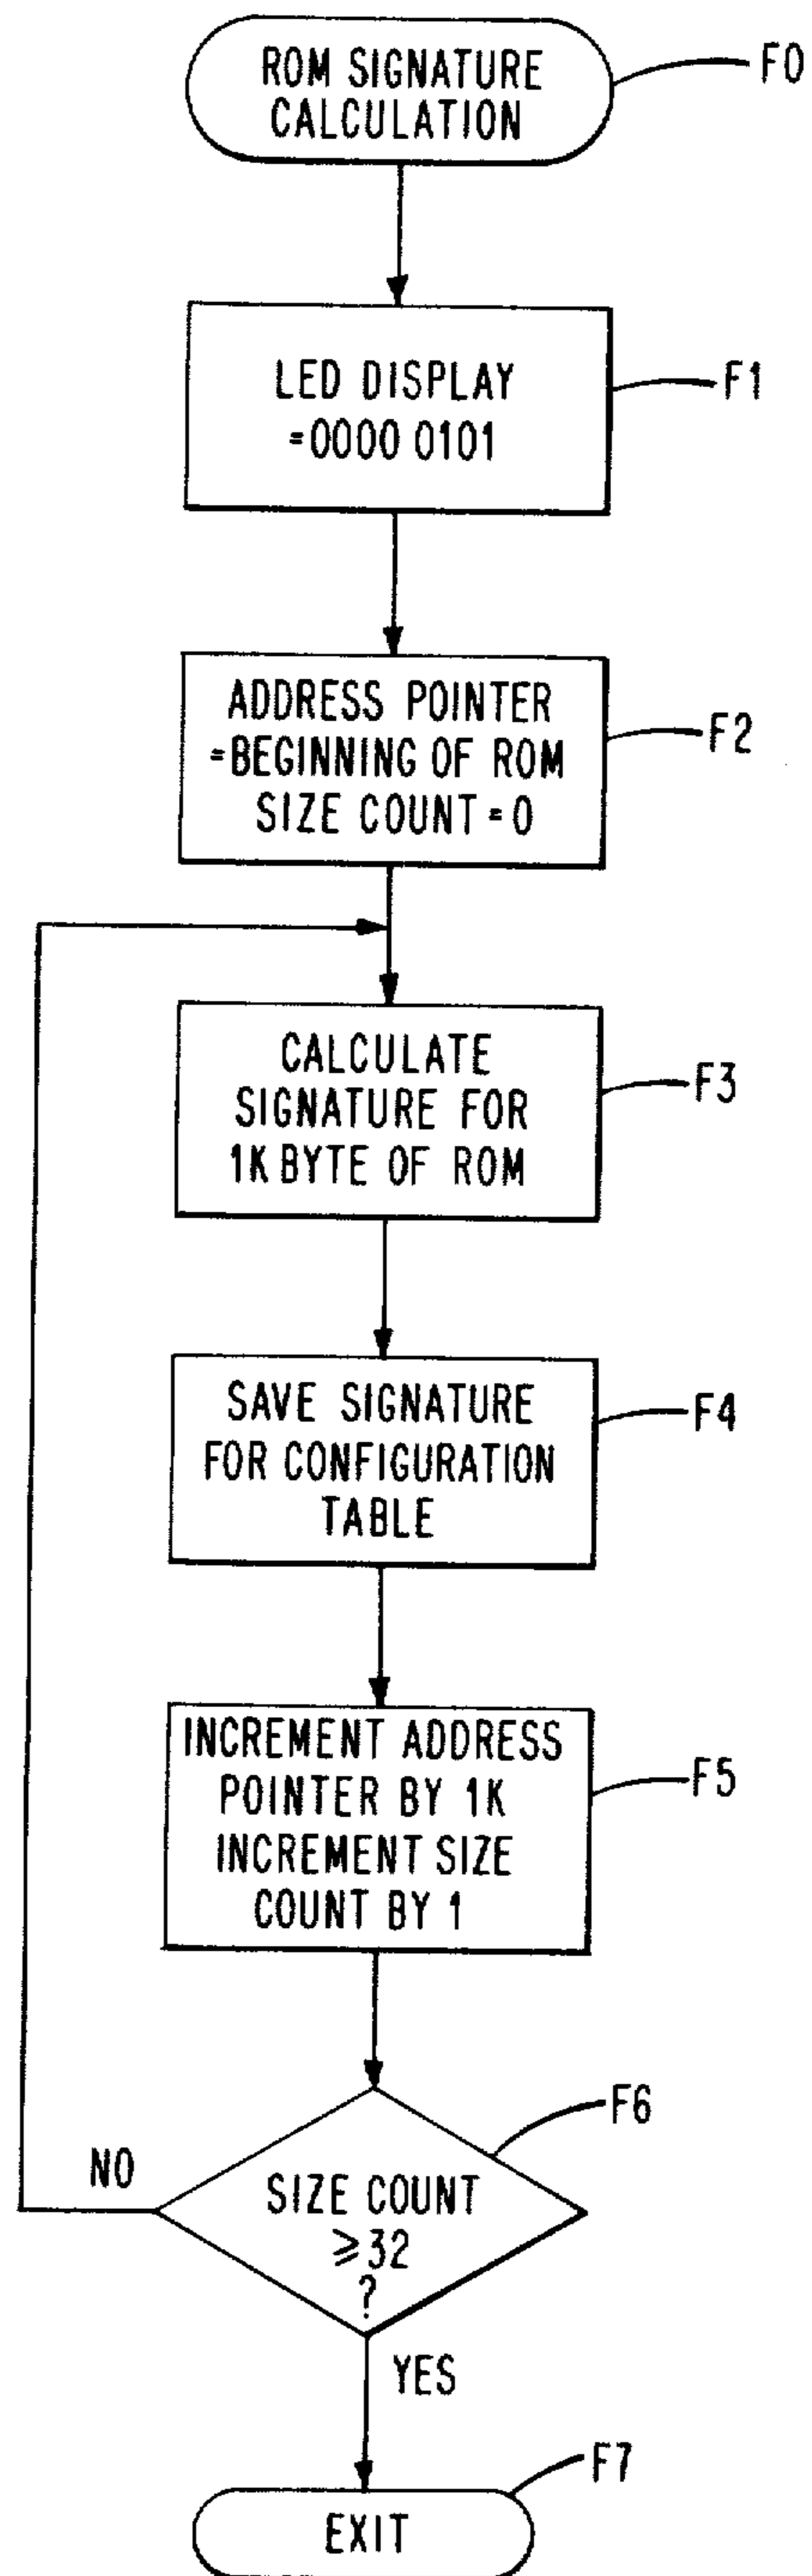 ROM SIGNATURE
CALCULATION
F0
LED DISPLAY
=0000 0101
F1
ADDRESS POINTER
=BEGINNING OF ROM
SIZE COUNT=0
F2
CALCULATE
SIGNATURE FOR
1K BYTE OF ROM
F3
SAVE SIGNATURE
FOR CONFIGURATION
TABLE
F4
INCREMENT ADDRESS
POINTER BY 1K
INCREMENT SIZE
COUNT BY 1
F5
SIZE COUNT
≥32
?
F6
NO
YES
EXIT
F7